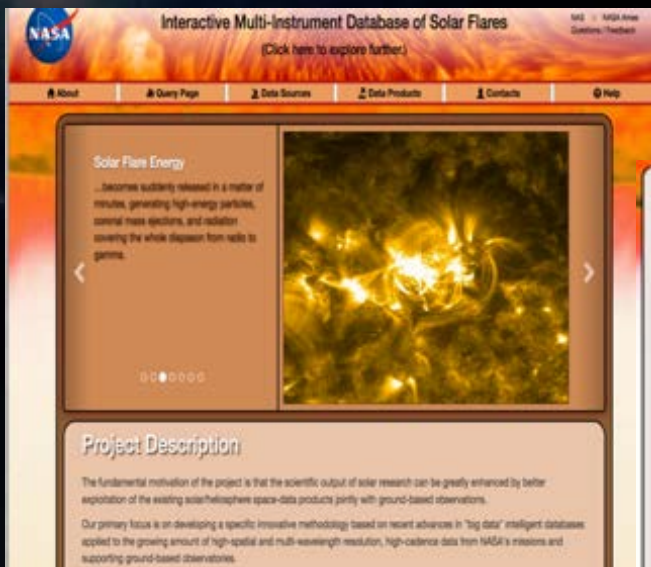 NASA
Interactive Multi-Instrument Database of Solar Flares
(Click here to explore further.)
NAS :: NASA Ames
Questions / Feedback
About
Query Page
Data Sources
Data Products
Contacts
Help
Solar Flare Energy
...becomes suddenly released in a matter of
minutes, generating high-energy particles,
coronal mass ejections, and radiation
covering the whole diapason from radio to
gamma.
Project Description
The fundamental motivation of the project is that the scientific output of solar research can be greatly enhanced by better
exploitation of the existing solar/heliosphere space-data products jointly with ground-based observations.
Our primary focus is on developing a specific innovative methodology based on recent advances in "big data" intelligent databases
applied to the growing amount of high-spatial and multi-wavelength resolution, high-cadence data from NASA's missions and
supporting ground-based observatories.